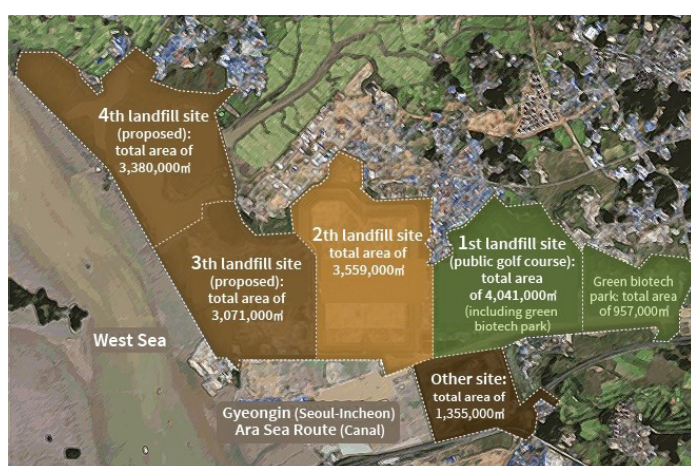 4th landfill site
(proposed):
total area of
3,380,000㎡
3th landfill site
(proposed):
total area of
3,071,000㎡
2th landfill site
total area of
3,559,000㎡
1st landfill site
(public golf course):
total area
of 4,041,000㎡
(including green
biotech park)
Green biotech
park: total area
of 957,000㎡
West Sea
Other site:
total area of
1,355,000㎡
Gyeongin (Seoul-Incheon)
Ara Sea Route (Canal)